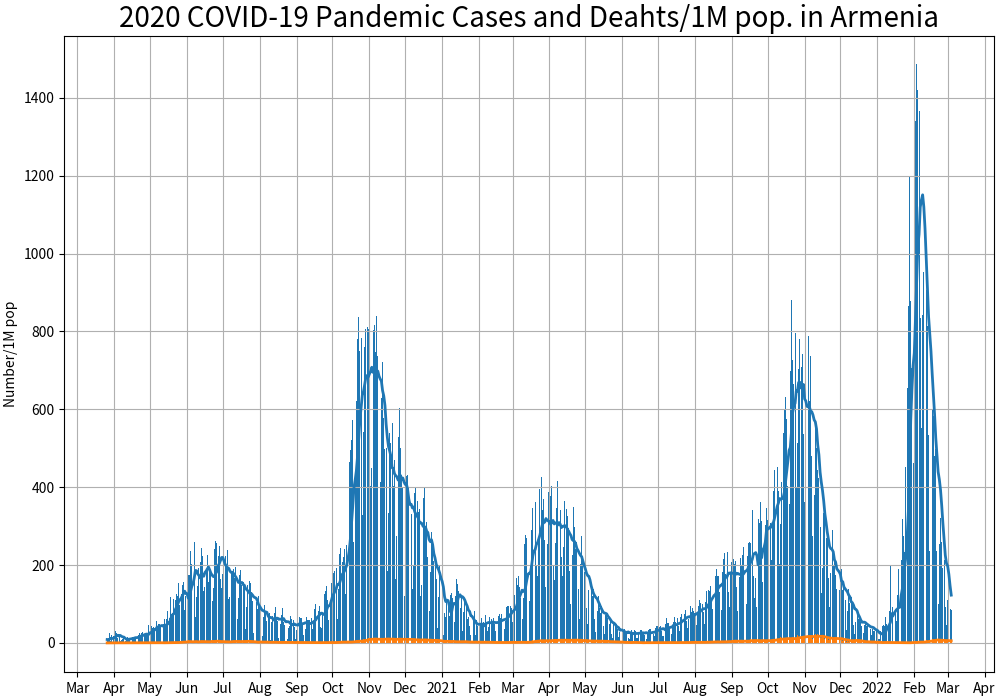 2020 COVID-19 Pandemic Cases and Deahts/1M pop. in Armenia
Number/1M pop
1400
1200
1000
800
600
400
200
0
Mar Apr May Jun Jul Aug Sep Oct Nov Dec 2021 Feb Mar Apr May Jun Jul Aug Sep Oct Nov Dec 2022 Feb Mar Apr